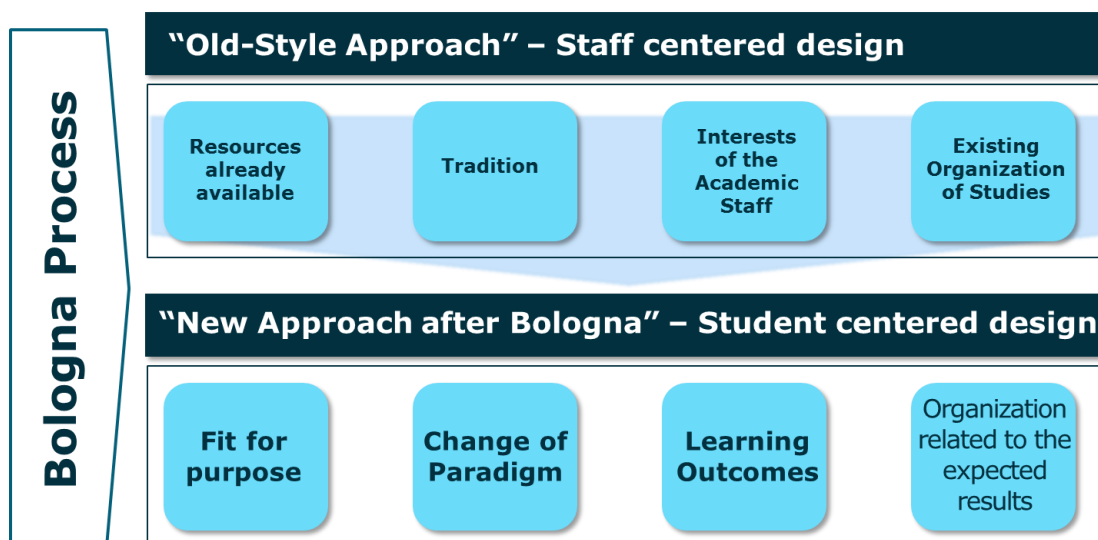 Bologna Process
“Old-Style Approach” – Staff centered design
Resources
already
available
Tradition
Interests
of the
Academic
Staff
Existing
Organization
of Studies
“New Approach after Bologna” – Student centered design
Fit for
purpose
Change of
Paradigm
Learning
Outcomes
Organization
related to the
expected
results